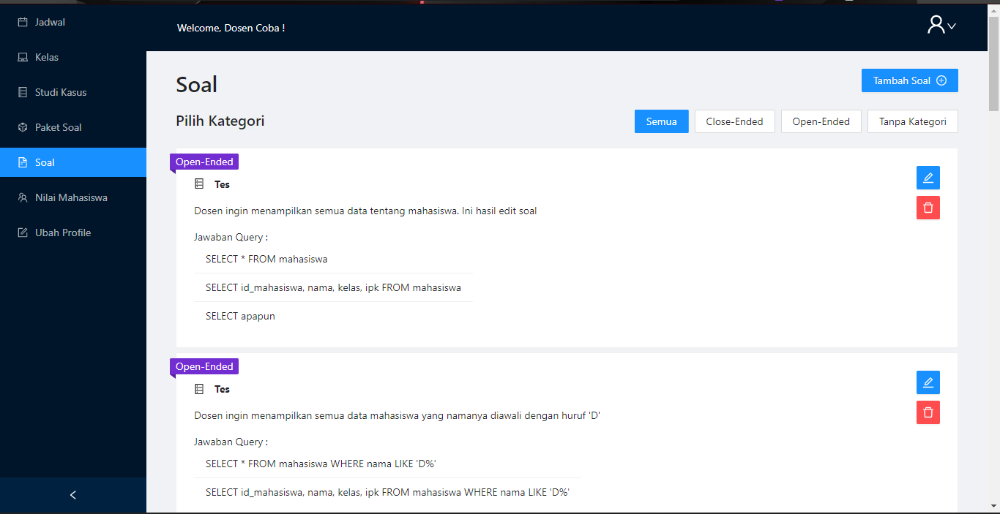 Jadwal
Kelas
Studi Kasus
Paket Soal
Soal
Nilai Mahasiswa
Ubah Profile
Welcome, Dosen Coba !
Soal
Tambah Soal
Pilih Kategori
Semua
Close-Ended
Open-Ended
Tanpa Kategori
Open-Ended
Tes
Dosen ingin menampilkan semua data tentang mahasiswa. Ini hasil edit soal
Jawaban Query :
SELECT * FROM mahasiswa
SELECT id_mahasiswa, nama, kelas, ipk FROM mahasiswa
SELECT apapun
Open-Ended
Tes
Dosen ingin menampilkan semua data mahasiswa yang namanya diawali dengan huruf 'D'
Jawaban Query :
SELECT * FROM mahasiswa WHERE nama LIKE 'D%'
SELECT id_mahasiswa, nama, kelas, ipk FROM mahasiswa WHERE nama LIKE 'D%'